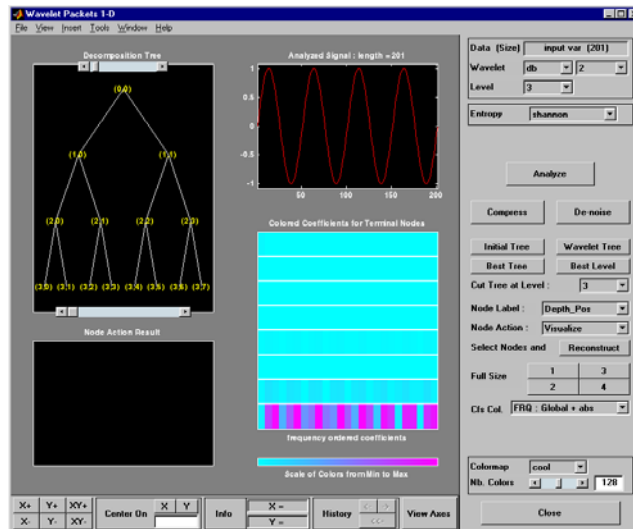 Wavelet Packets 1-D
File View Insert Tools Window Help
Decomposition Tree
(0,0)
(1,0) (1,1)
(2,0) (2,1) (2,2) (2,3)
(3,0) (3,1) (3,2) (3,3) (3,4) (3,5) (3,6) (3,7)
Node Action Result
Analyzed Signal : length = 201
1
0.5
0
-0.5
-1
50 100 150 200
Colored Coefficients for Terminal Nodes
frequency ordered coefficients
Scale of Colors from Min to Max
Data (Size) input var (201)
Wavelet db 2
Level 3
Entropy shannon
Analyze
Compress De-noise
Initial Tree Wavelet Tree
Best Tree Best Level
Cut Tree at Level : 3
Node Label : Depth_Pos
Node Action : Visualize
Select Nodes and Reconstruct
Full Size 1 3
2 4
Cfs Col. FRQ : Global + abs
Colormap cool
Nb. Colors 128
Close
X+ Y+ XY+
X- Y- XY-
Center On X Y
Info X =
Y =
History < >
<<-
View Axes